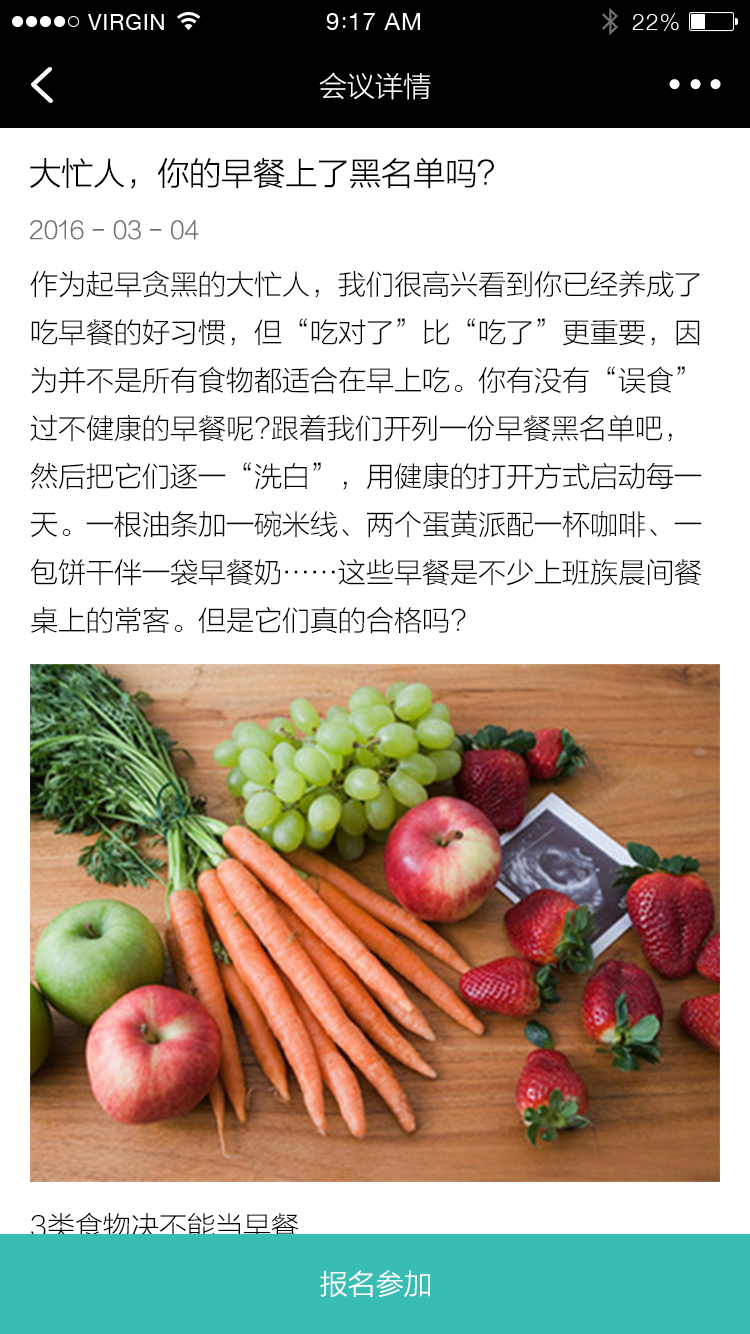 VIRGIN 9:17 AM 22%
会议详情
大忙人，你的早餐上了黑名单吗？
2016 - 03 - 04
作为起早贪黑的大忙人，我们很高兴看到你已经养成了
吃早餐的好习惯，但“吃对了”比“吃了”更重要，因
为并不是所有食物都适合在早上吃。你有没有“误食”
过不健康的早餐呢?跟着我们开列一份早餐黑名单吧，
然后把它们逐一“洗白”，用健康的打开方式启动每一
天。一根油条加一碗米线、两个蛋黄派配一杯咖啡、一
包饼干伴一袋早餐奶……这些早餐是不少上班族晨间餐
桌上的常客。但是它们真的合格吗?
3类食物决不能当早餐
报名参加